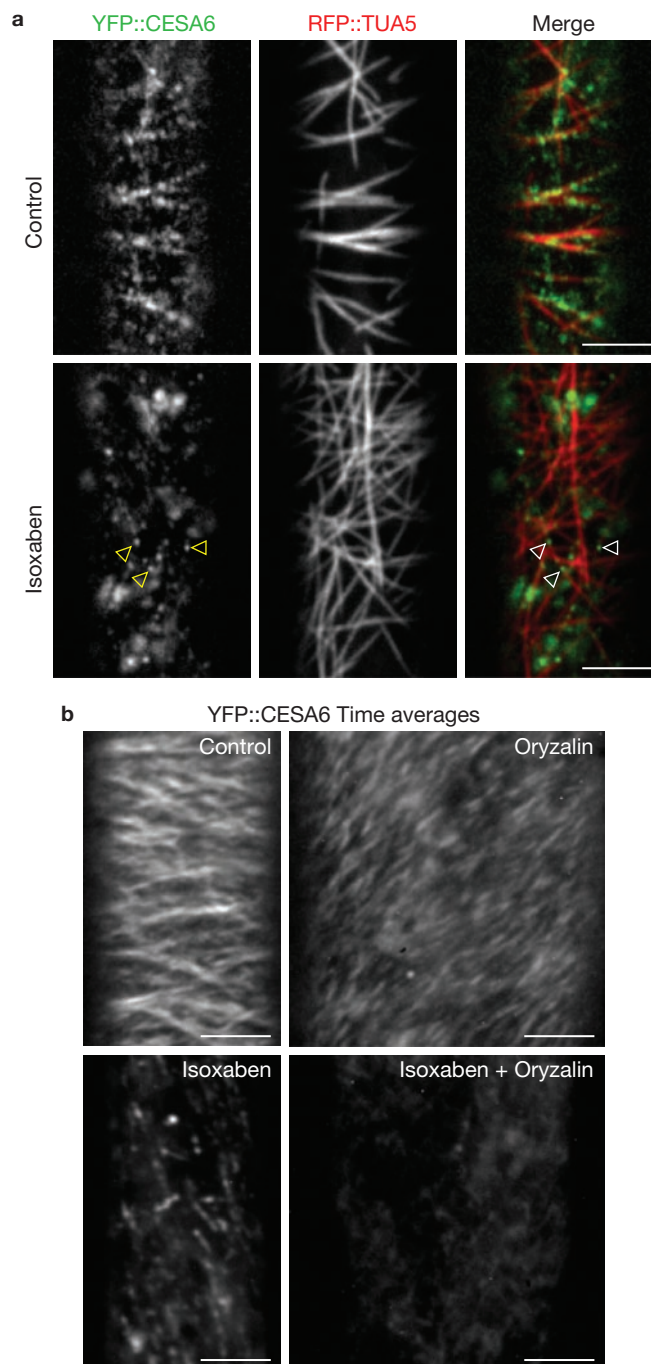 a
YFP::CESA6
RFP::TUA5
Merge
Control
Isoxaben
b
YFP::CESA6 Time averages
Control
Oryzalin
Isoxaben
Isoxaben + Oryzalin